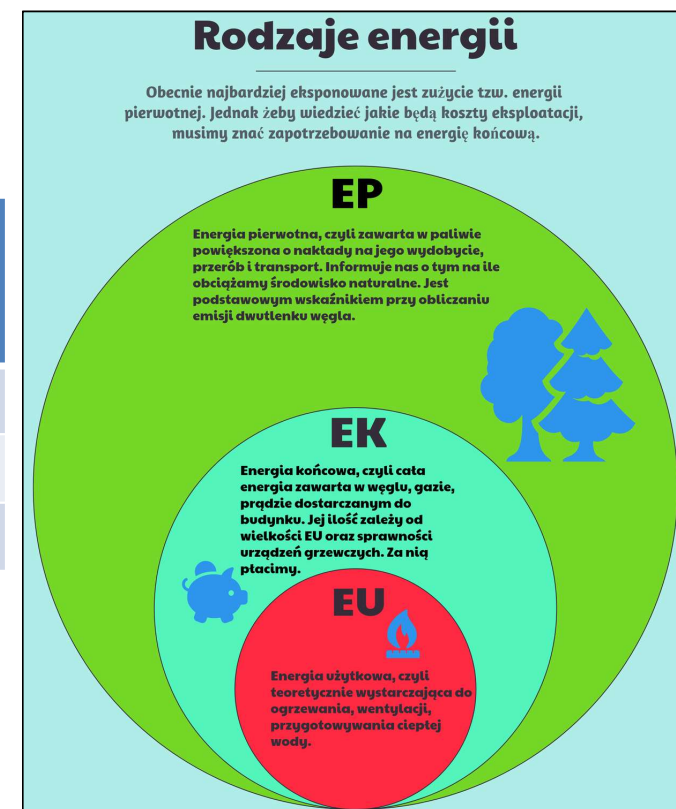 Rodzaje energii
Obecnie najbardziej eksponowane jest zużycie tzw. energii
pierwotnej. Jednak żeby wiedzieć jakie będą koszty eksploatacji,
musimy znać zapotrzebowanie na energię końcową.
EP
Energia pierwotna, czyli zawarta w paliwie
powiększona o nakłady na jego wydobycie,
przerób i transport. Informuje nas o tym na ile
obciążamy środowisko naturalne. Jest
podstawowym wskaźnikiem przy obliczaniu
emisji dwutlenku węgla.
EK
Energia końcowa, czyli cała
energia zawarta w węglu, gazie,
prądzie dostarczanym do
budynku. Jej ilość zależy od
wielkości EU oraz sprawności
urządzeń grzewczych. Za nią
płacimy.
EU
Energia użytkowa, czyli
teoretycznie wystarczająca do
ogrzewania, wentylacji,
przygotowywania ciepłej
wody.